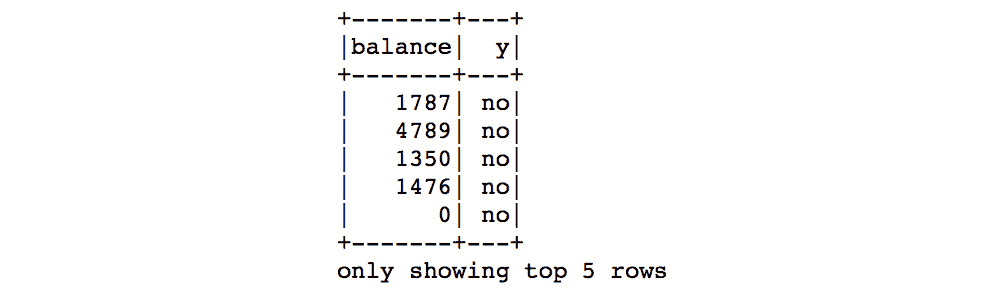 +-------+---+
|balance|  y|
+-------+---+
|   1787| no|
|   4789| no|
|   1350| no|
|   1476| no|
|      0| no|
+-------+---+
only showing top 5 rows